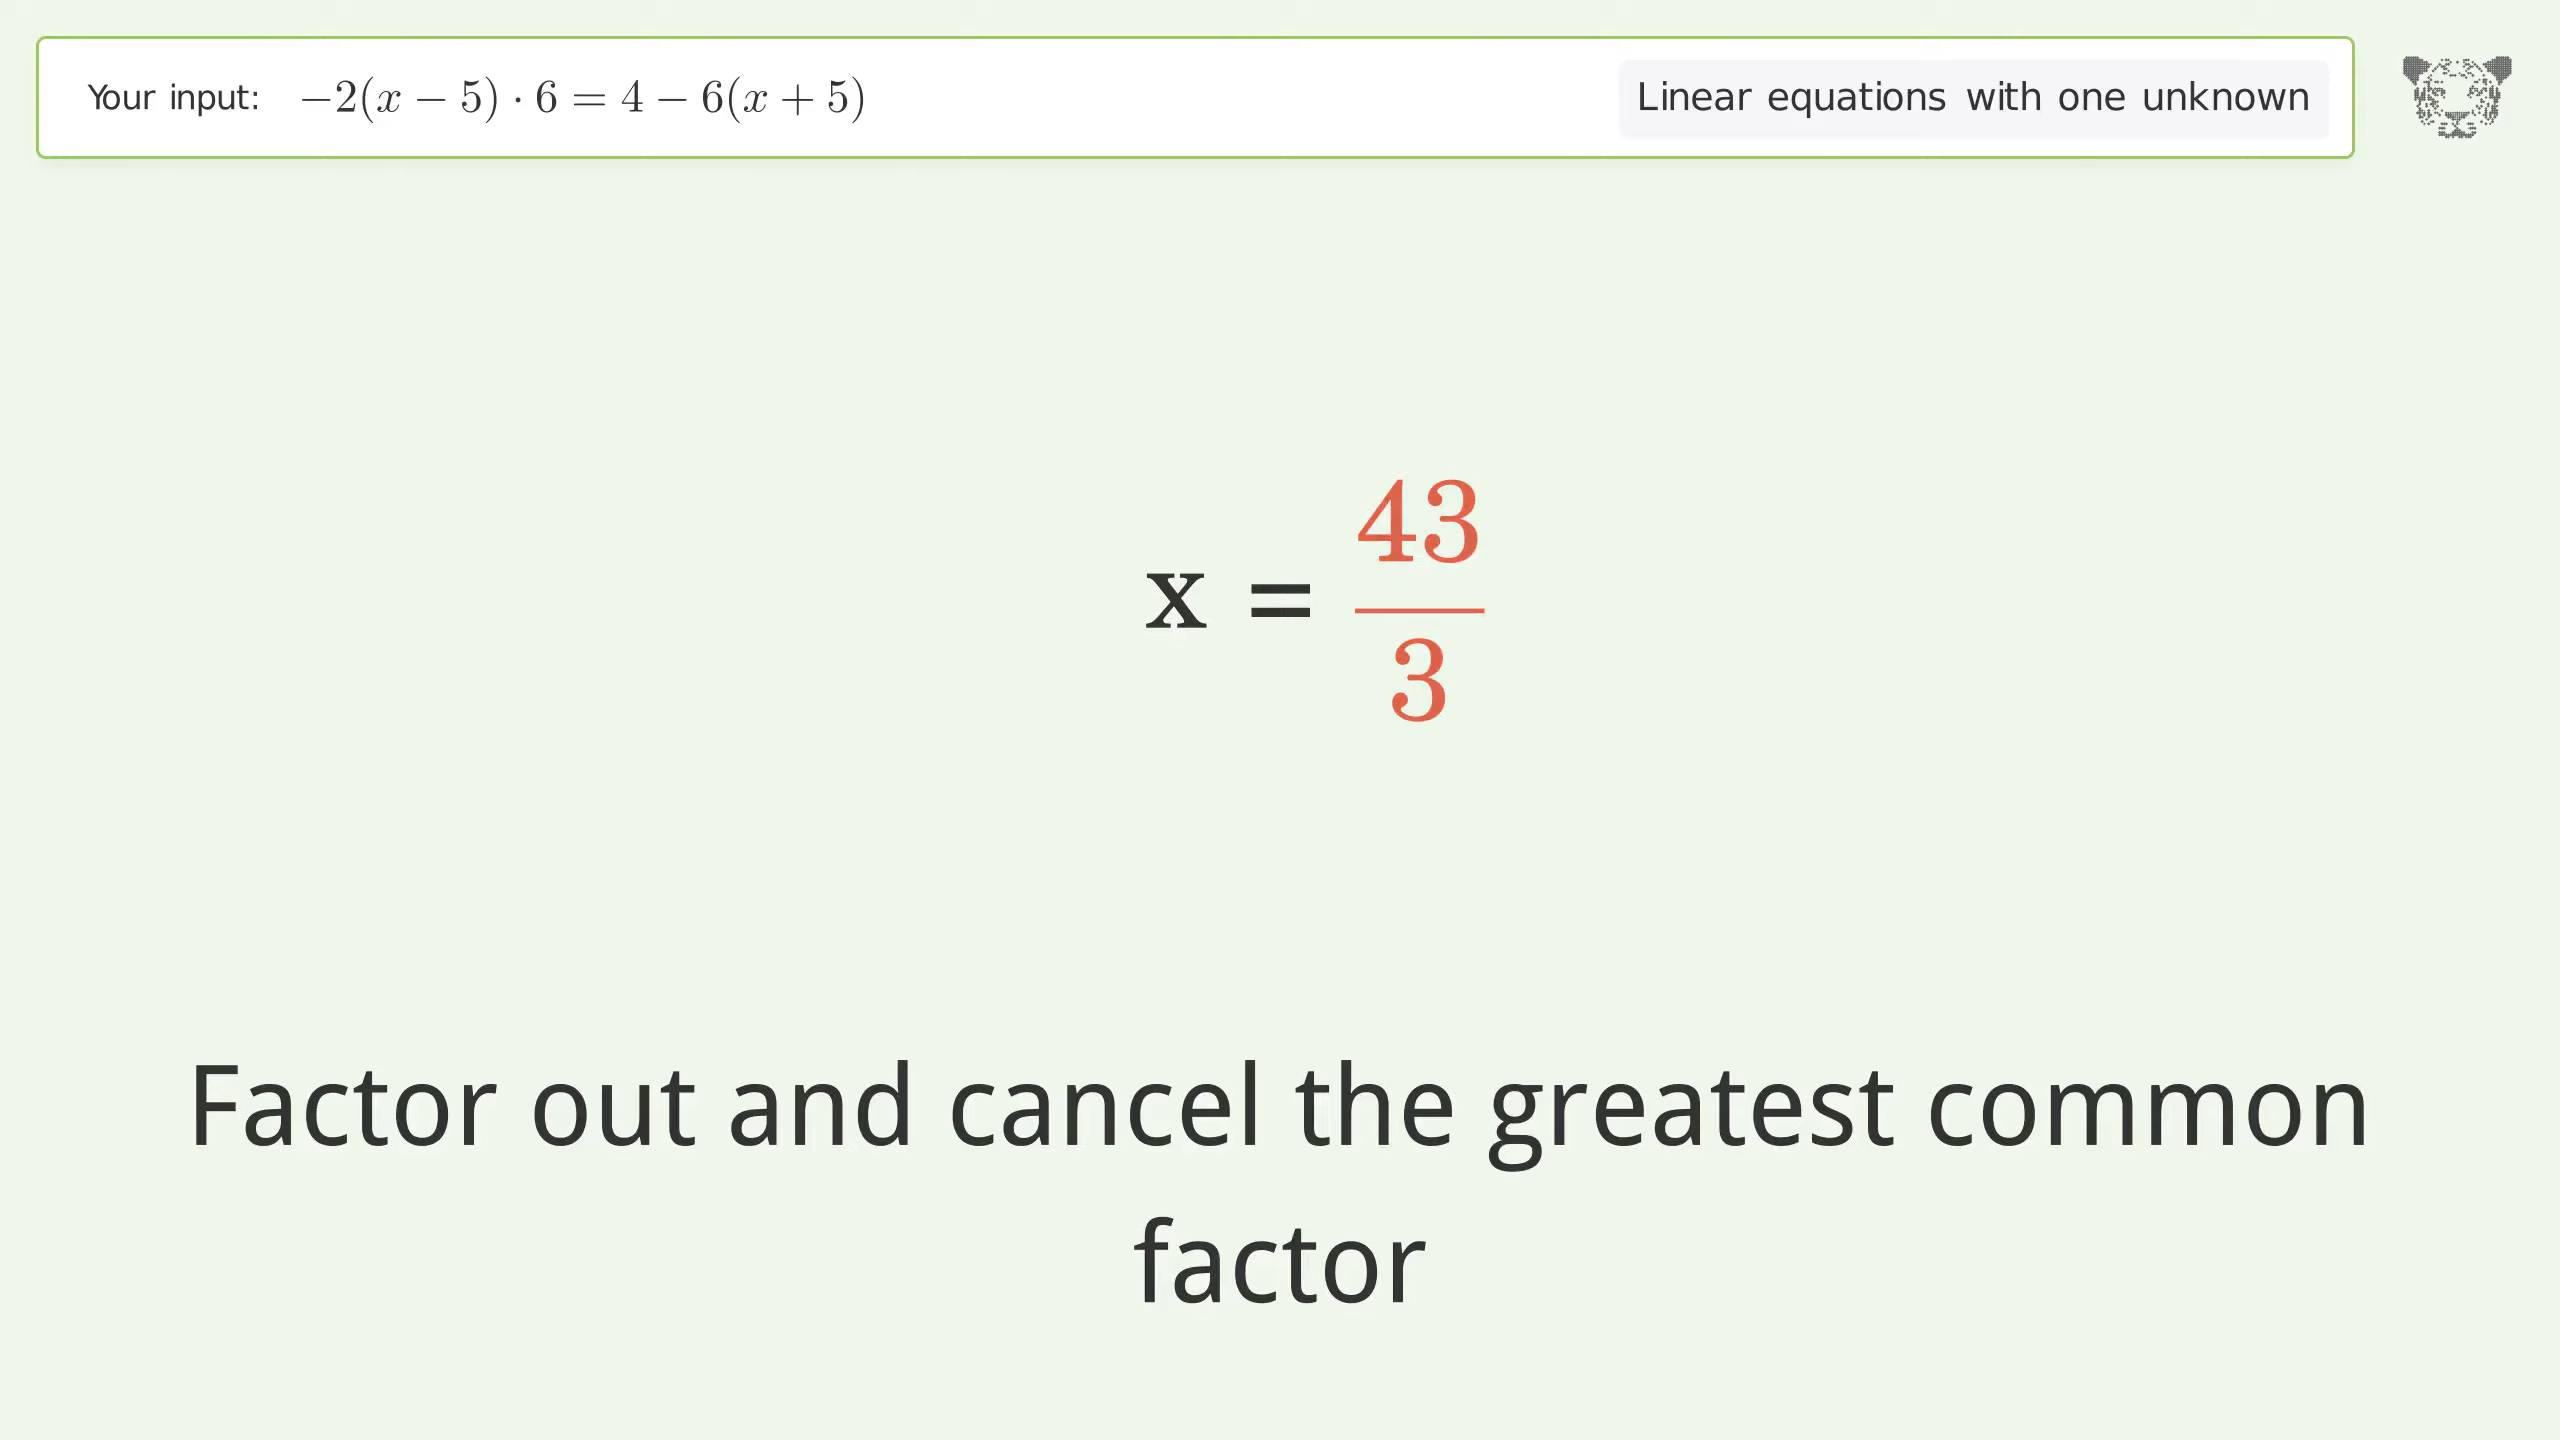 Your input: −2(x − 5) · 6 = 4 − 6(x + 5)
Linear equations with one unknown
x = 43/3
Factor out and cancel the greatest common
factor